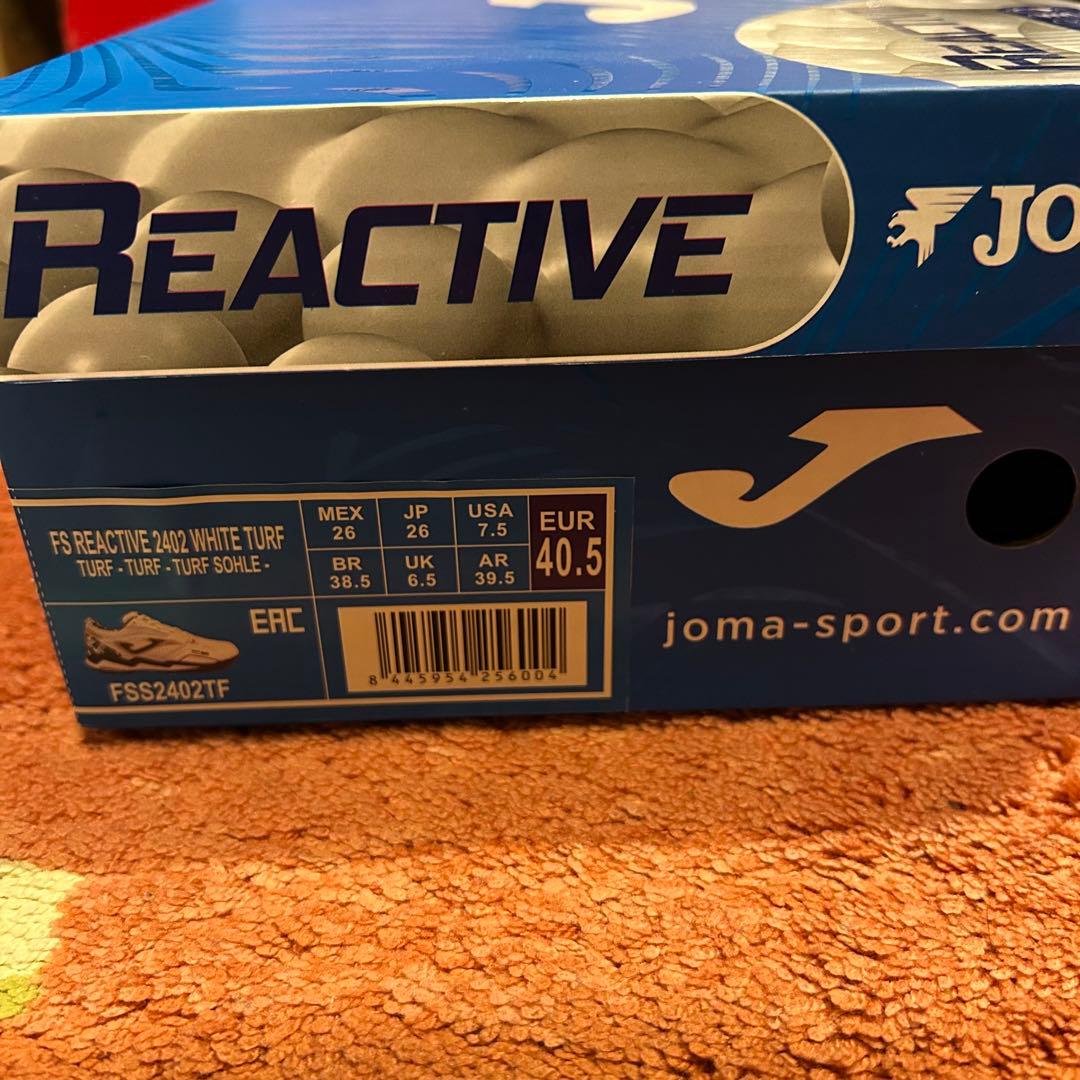 REACTIVE
JO
FS REACTIVE 2402 WHITE TURF
TURF - TURF - TURF SOHLE -
MEX
26
JP
26
USA
7.5
EUR
40.5
BR
38.5
UK
6.5
AR
39.5
EAC
FSS2402TF
8 445954 256004
joma-sport.com